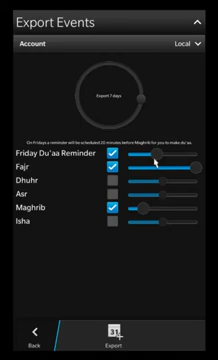 Export Events
Account Local
Export 7 days
On Fridays a reminder will be scheduled 20 minutes before Maghrib for you to make du'aa.
Friday Du'aa Reminder
Fajr
Dhuhr
Asr
Maghrib
Isha
31
Back Export